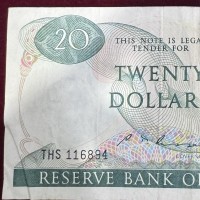 20
THIS NOTE IS LEGA
TENDER FOR
TWENTY
DOLLAR
THS 116894
RESERVE BANK OF